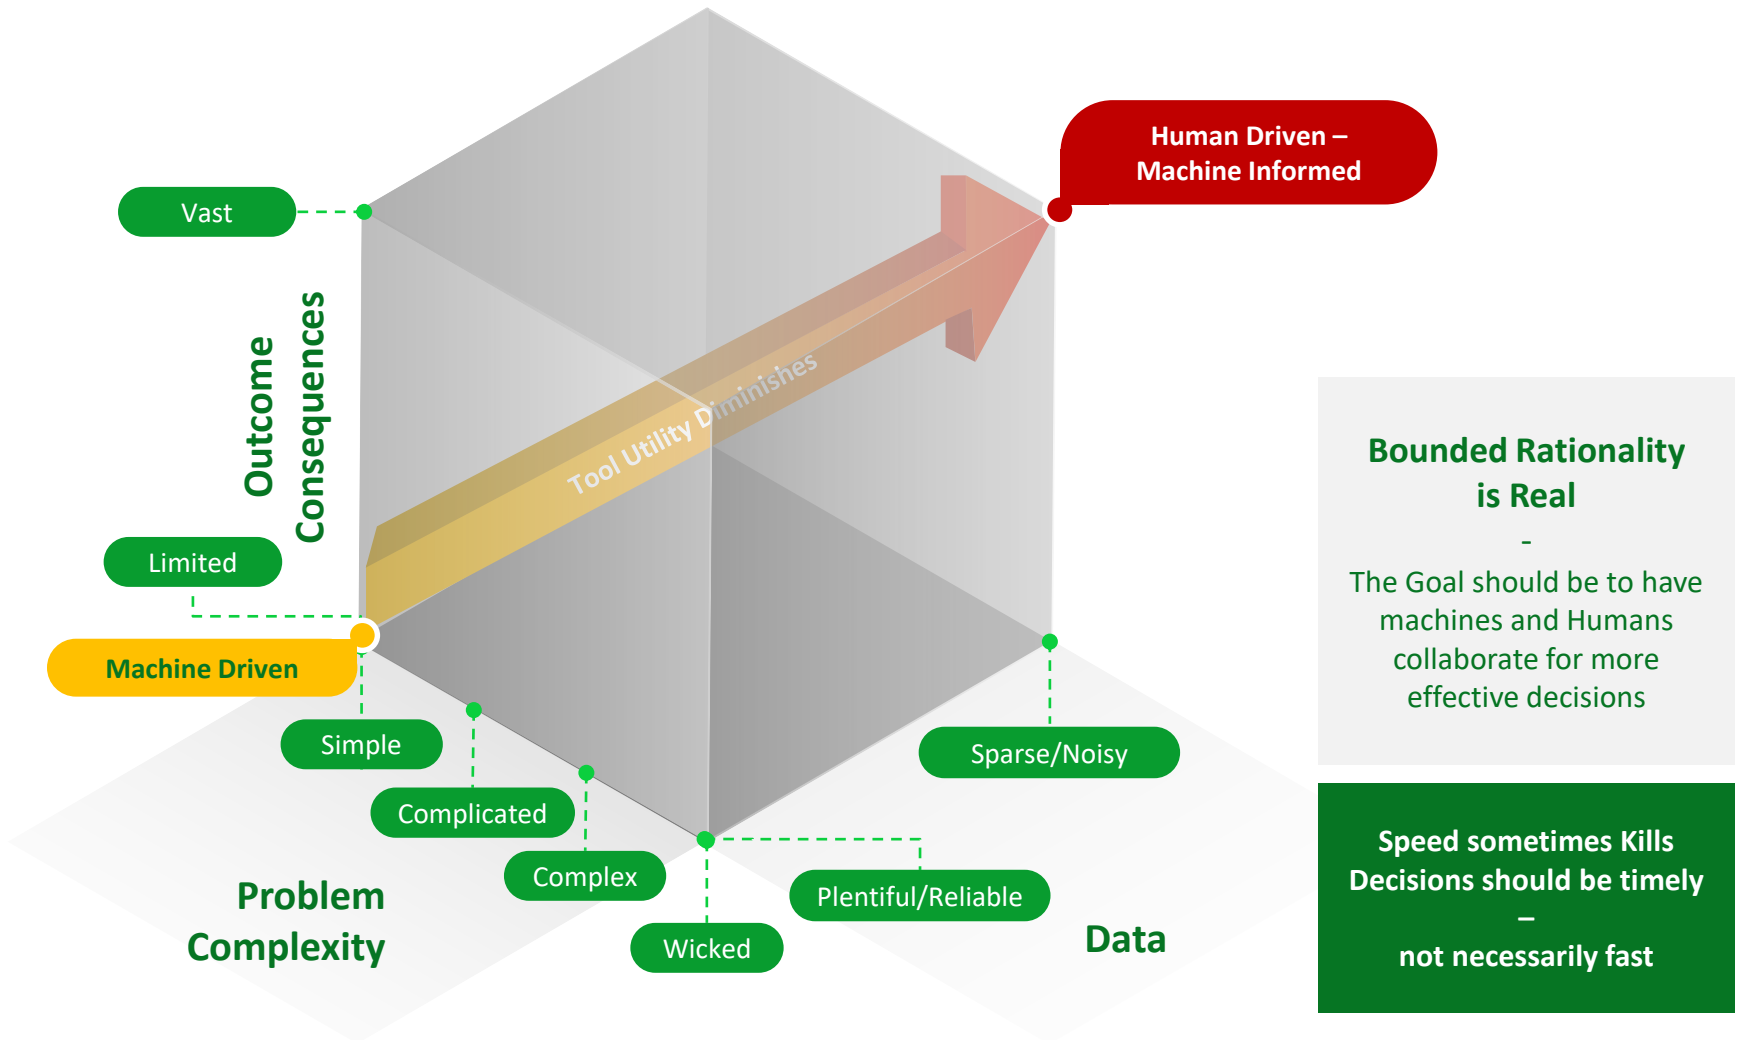 Human Driven –
Machine Informed
Vast
Outcome
Consequences
Tool Utility Diminishes
Limited
Machine Driven
Simple
Complicated
Complex
Wicked
Problem
Complexity
Sparse/Noisy
Plentiful/Reliable
Data
Bounded Rationality
is Real
-
The Goal should be to have
machines and Humans
collaborate for more
effective decisions
Speed sometimes Kills
Decisions should be timely
–
not necessarily fast